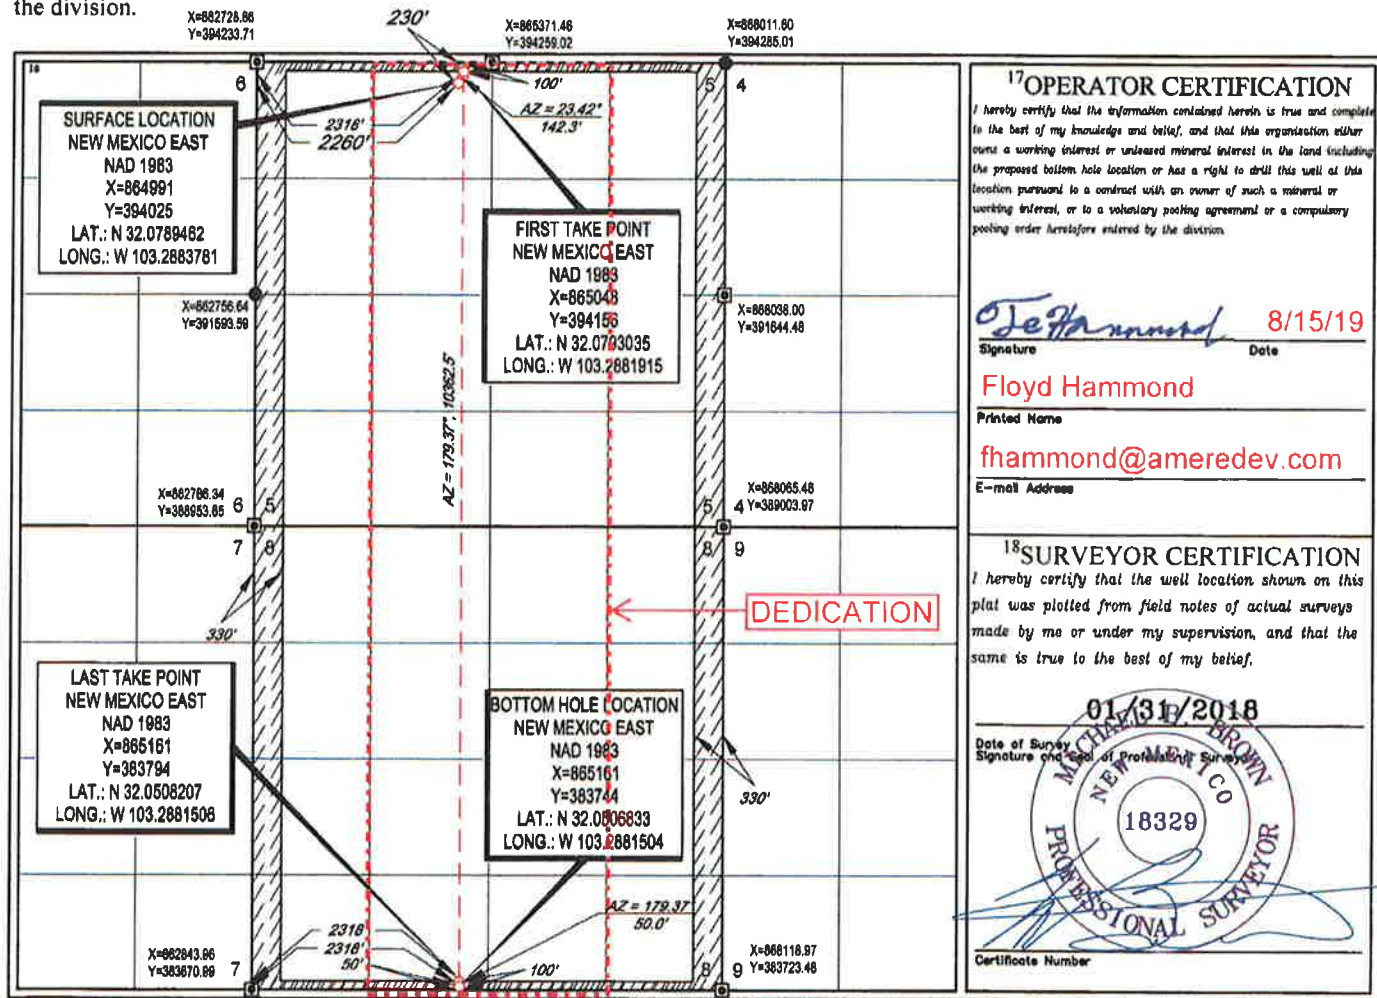 the division.
X=862728.86
Y=394233.71
230'
X=865371.46
Y=394259.02
X=868011.60
Y=394285.01
16
6
5
4
100'
AZ = 23.42°
142.3'
2318'
2260'
SURFACE LOCATION
NEW MEXICO EAST
NAD 1983
X=864991
Y=394025
LAT.: N 32.0789462
LONG.: W 103.2883781
FIRST TAKE POINT
NEW MEXICO EAST
NAD 1983
X=865048
Y=394156
LAT.: N 32.0793035
LONG.: W 103.2881915
X=862756.64
Y=391593.59
X=868038.00
Y=391644.48
AZ = 179.37°, 10362.5'
X=862786.34
Y=388953.65
6 5
7 8
5 4
8 9
X=868065.48
Y=389003.97
330'
DEDICATION
LAST TAKE POINT
NEW MEXICO EAST
NAD 1983
X=865161
Y=383794
LAT.: N 32.0508207
LONG.: W 103.2881506
BOTTOM HOLE LOCATION
NEW MEXICO EAST
NAD 1983
X=865161
Y=383744
LAT.: N 32.0506833
LONG.: W 103.2881504
330'
AZ = 179.37
50.0'
2318'
2318'
50'
100'
X=862843.96
Y=383670.89
7
8
9
X=868118.97
Y=383723.48
17 OPERATOR CERTIFICATION
I hereby certify that the information contained herein is true and complete
to the best of my knowledge and belief, and that this organization either
owns a working interest or unleased mineral interest in the land including
the proposed bottom hole location or has a right to drill this well at this
location pursuant to a contract with an owner of such a mineral or
working interest, or to a voluntary pooling agreement or a compulsory
pooling order heretofore entered by the division.
8/15/19
Signature Date
Floyd Hammond
Printed Name
fhammond@ameredev.com
E-mail Address
18 SURVEYOR CERTIFICATION
I hereby certify that the well location shown on this
plat was plotted from field notes of actual surveys
made by me or under my supervision, and that the
same is true to the best of my belief.
01/31/2018
Date of Survey
Signature and Seal of Professional Surveyor
MICHAEL B. BROWN
NEW MEXICO
18329
PROFESSIONAL SURVEYOR
Certificate Number